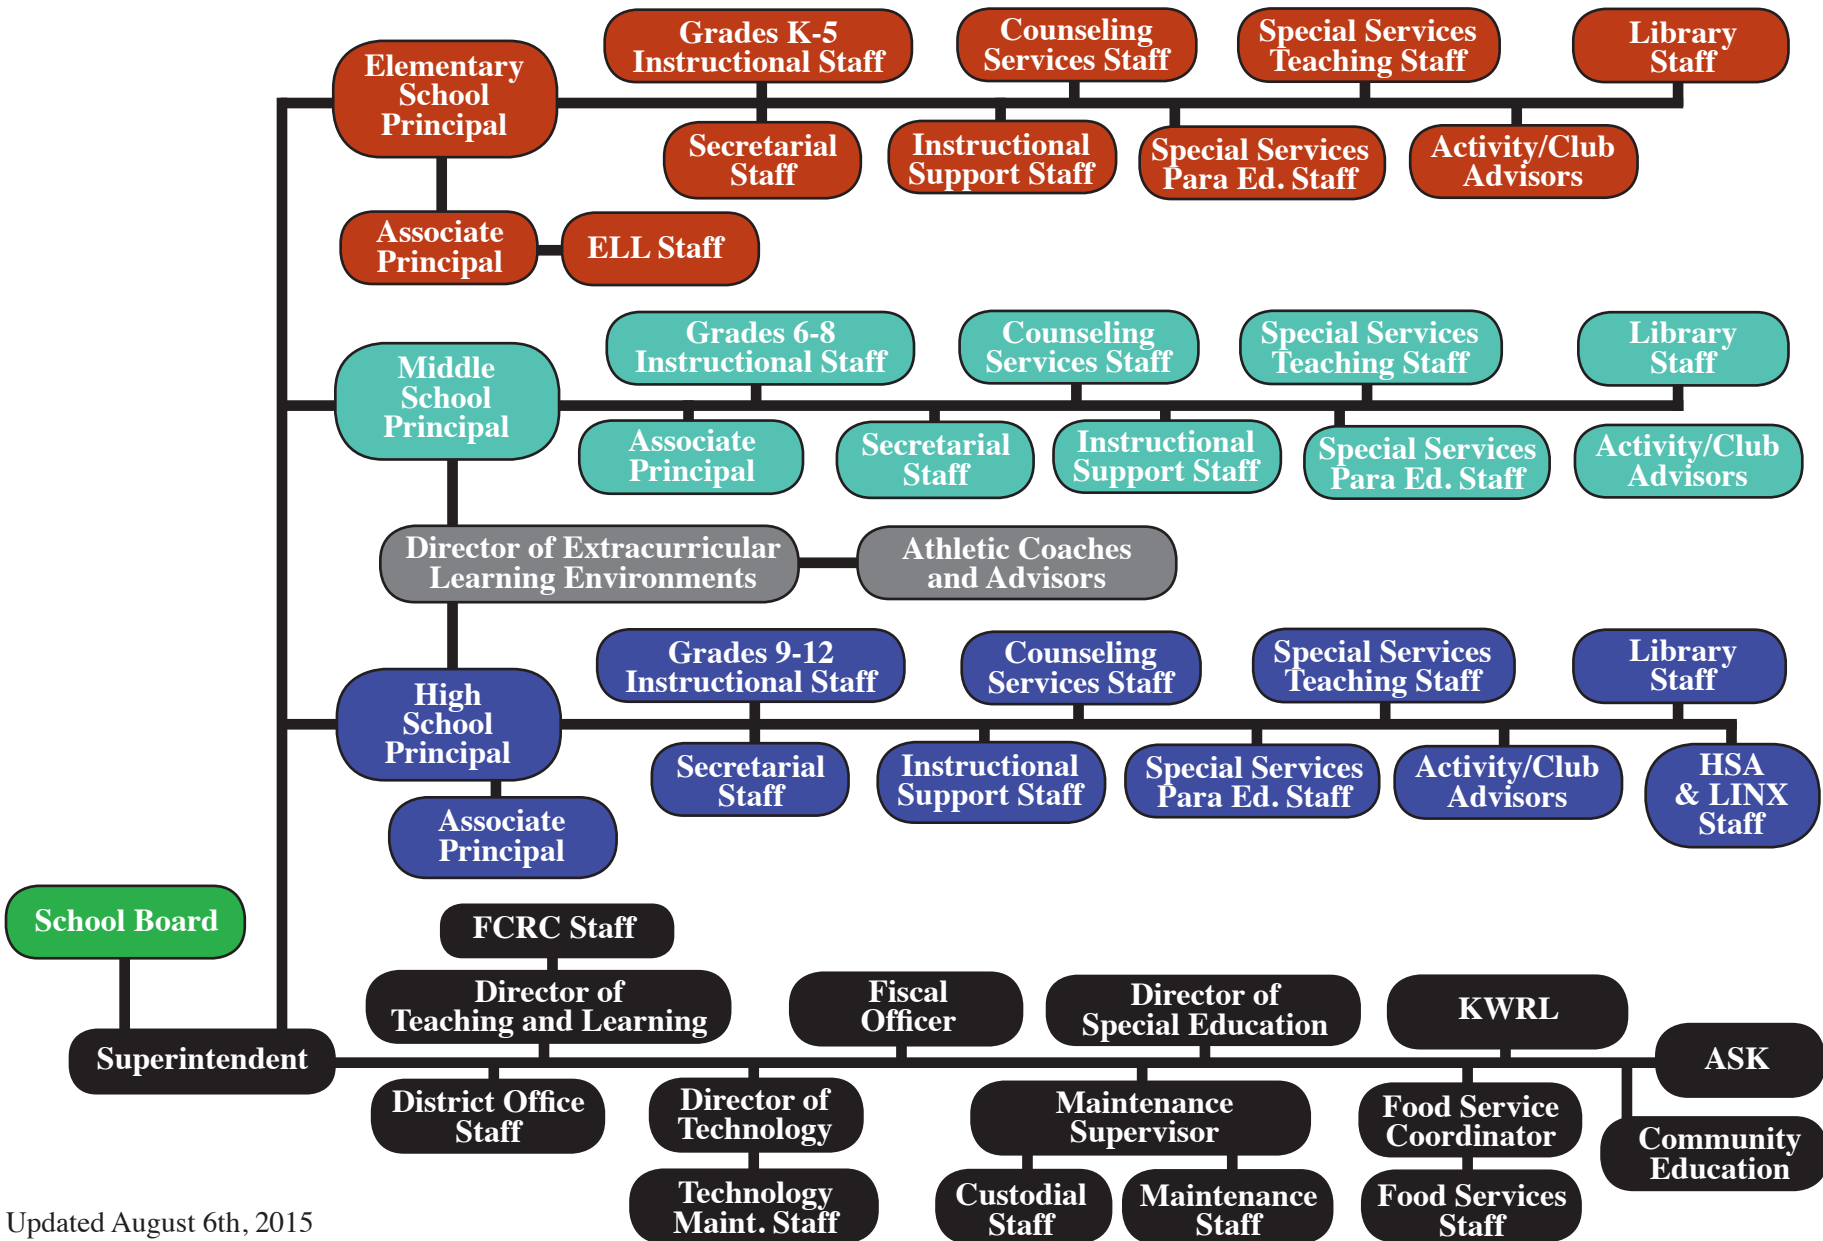 Grades K-5
Instructional Staff
Counseling
Services Staff
Special Services
Teaching Staff
Library
Staff
Elementary
School
Principal
Secretarial
Staff
Instructional
Support Staff
Special Services
Para Ed. Staff
Activity/Club
Advisors
Associate
Principal
ELL Staff
Grades 6-8
Instructional Staff
Counseling
Services Staff
Special Services
Teaching Staff
Library
Staff
Middle
School
Principal
Associate
Principal
Secretarial
Staff
Instructional
Support Staff
Special Services
Para Ed. Staff
Activity/Club
Advisors
Director of Extracurricular
Learning Environments
Athletic Coaches
and Advisors
Grades 9-12
Instructional Staff
Counseling
Services Staff
Special Services
Teaching Staff
Library
Staff
High
School
Principal
Secretarial
Staff
Instructional
Support Staff
Special Services
Para Ed. Staff
Activity/Club
Advisors
HSA
& LINX
Staff
Associate
Principal
School Board
FCRC Staff
Director of
Teaching and Learning
Fiscal
Officer
Director of
Special Education
KWRL
Superintendent
ASK
District Office
Staff
Director of
Technology
Maintenance
Supervisor
Food Service
Coordinator
Community
Education
Technology
Maint. Staff
Custodial
Staff
Maintenance
Staff
Food Services
Staff
Updated August 6th, 2015